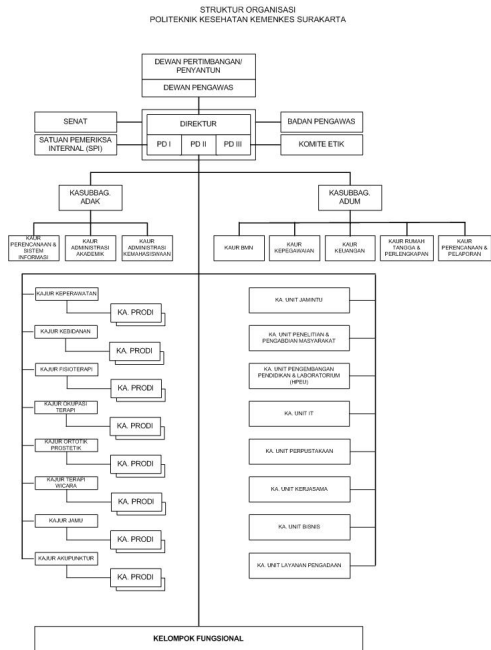 STRUKTUR ORGANISASI
POLITEKNIK KESEHATAN KEMENKES SURAKARTA
DEWAN PERTIMBANGAN/
PENYANTUN
DEWAN PENGAWAS
SENAT
DIREKTUR
BADAN PENGAWAS
SATUAN PEMERIKSA
INTERNAL (SPI)
PD I
PD II
PD III
KOMITE ETIK
KASUBBAG.
ADAK
KASUBBAG.
ADUM
KAUR
PERENCANAAN &
SISTEM
INFORMASI
KAUR
ADMINISTRASI
AKADEMIK
KAUR
ADMINISTRASI
KEMAHASISWAAN
KAUR BMN
KAUR
KEPEGAWAIAN
KAUR
KEUANGAN
KAUR RUMAH
TANGGA &
PERLENGKAPAN
KAUR
PERENCANAAN &
PELAPORAN
KAJUR KEPERAWATAN
KA. PRODI
KAJUR KEBIDANAN
KA. PRODI
KAJUR FISIOTERAPI
KA. PRODI
KAJUR OKUPASI
TERAPI
KA. PRODI
KAJUR ORTOTIK
PROSTETIK
KA. PRODI
KAJUR TERAPI
WICARA
KA. PRODI
KAJUR JAMU
KA. PRODI
KAJUR AKUPUNKTUR
KA. PRODI
KA. UNIT JAMINTU
KA. UNIT PENELITIAN &
PENGABDIAN MASYARAKAT
KA. UNIT PENGEMBANGAN
PENDIDIKAN & LABORATORIUM
(HPEU)
KA. UNIT IT
KA. UNIT PERPUSTAKAAN
KA. UNIT KERJASAMA
KA. UNIT BISNIS
KA. UNIT LAYANAN PENGADAAN
KELOMPOK FUNGSIONAL